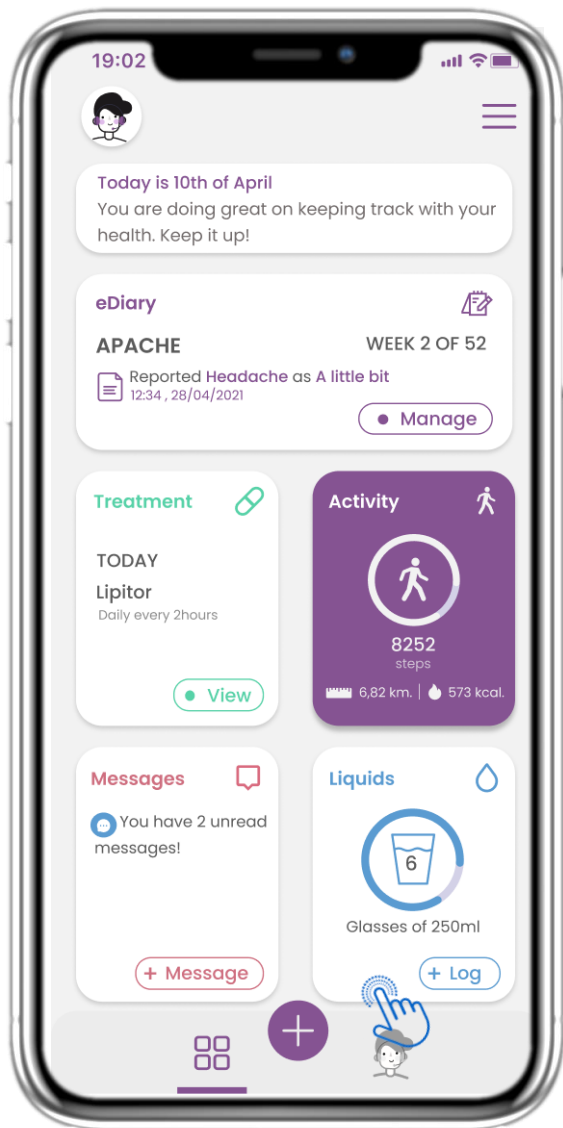 19:02
Today is 10th of April
You are doing great on keeping track with your
health. Keep it up!
eDiary
APACHE
WEEK 2 OF 52
Reported Headache as A little bit
12:34 , 28/04/2021
Manage
Treatment
TODAY
Lipitor
Daily every 2hours
View
Activity
8252
steps
6,82 km. | 573 kcal.
Messages
You have 2 unread
messages!
+ Message
Liquids
6
Glasses of 250ml
+ Log